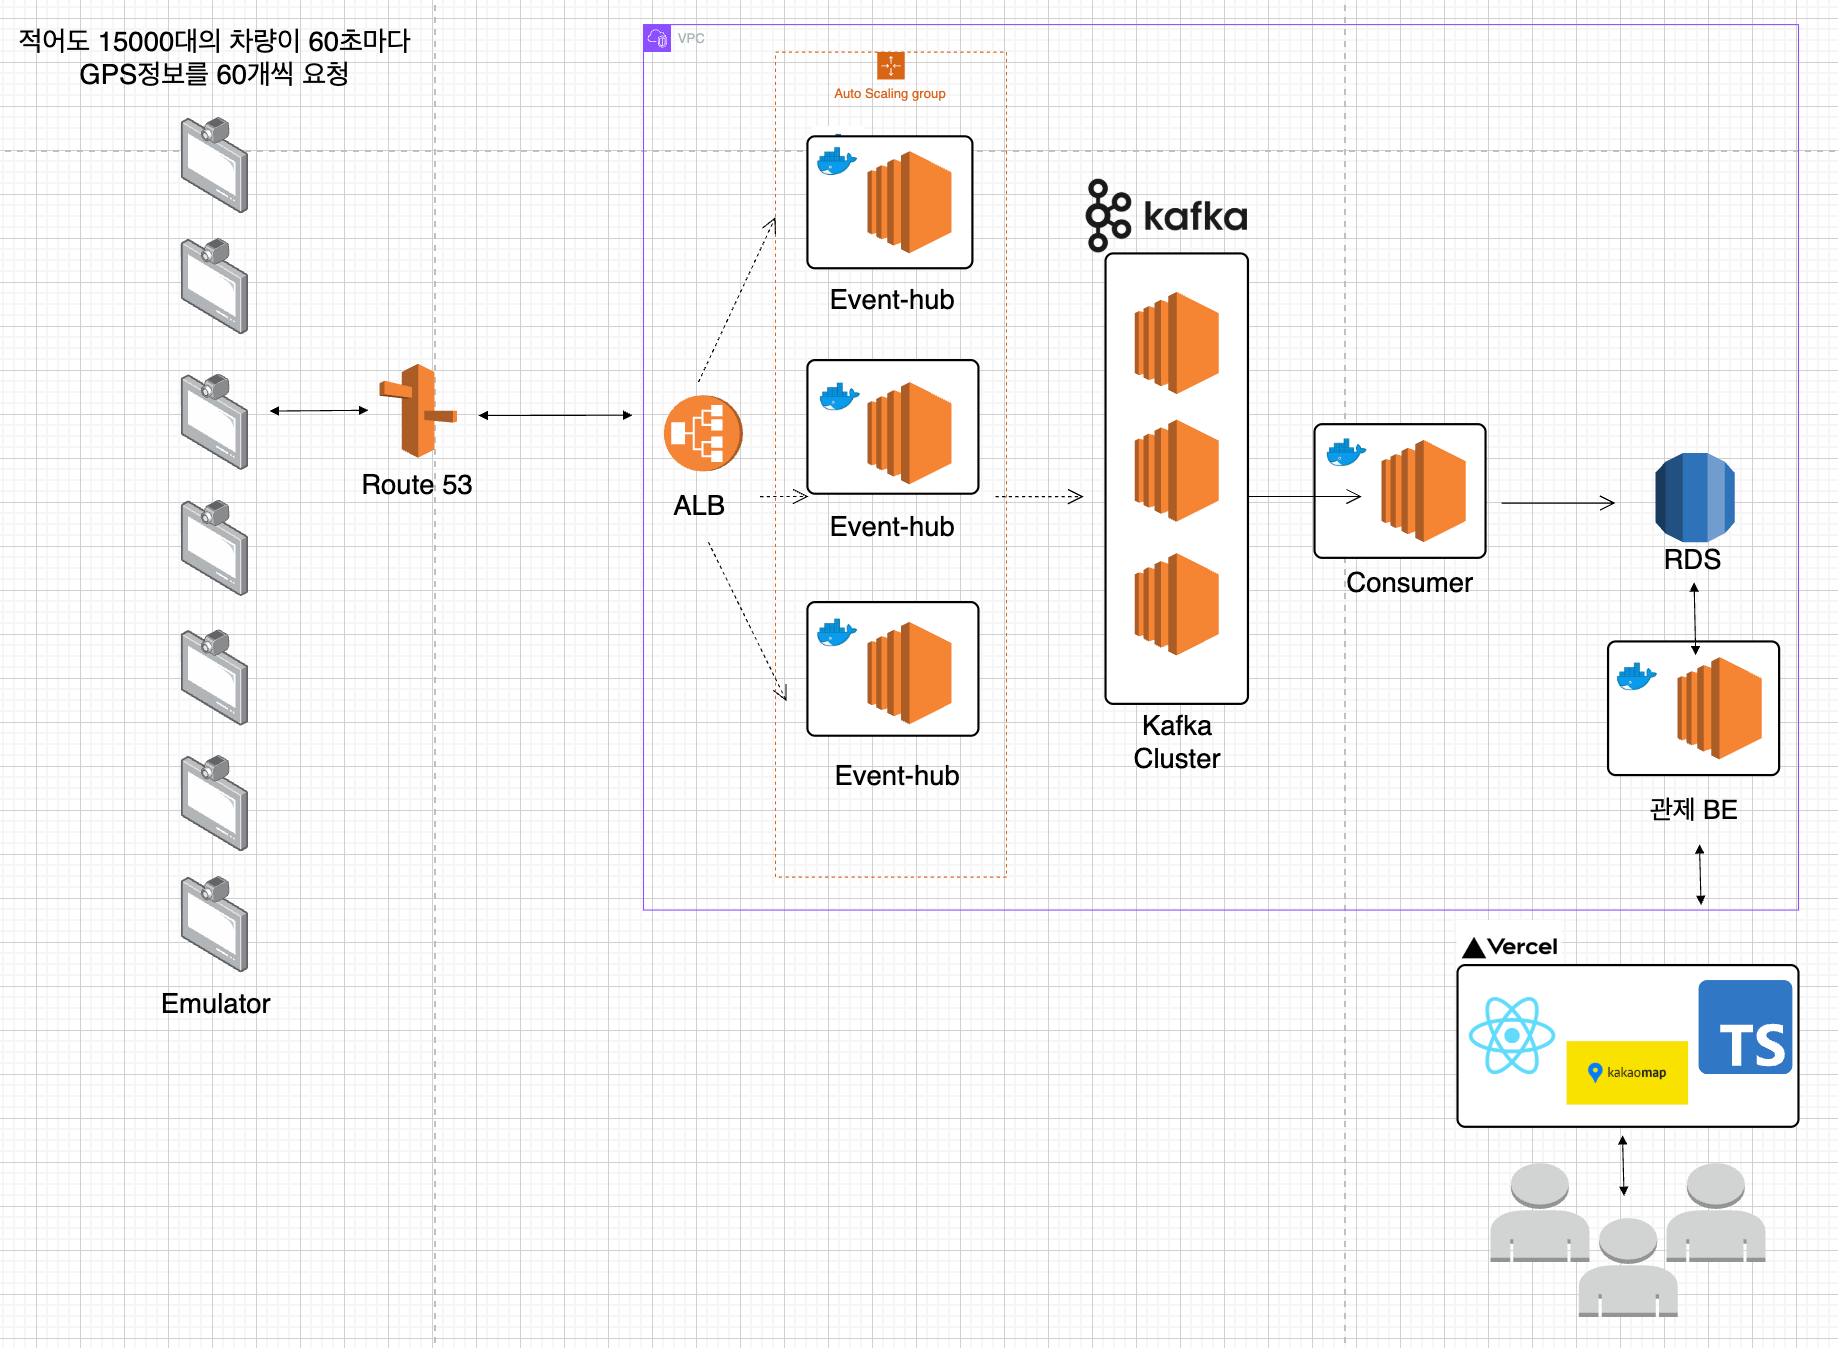 적어도 15000대의 차량이 60초마다
GPS정보를 60개씩 요청
Emulator
Route 53
VPC
ALB
Auto Scaling group
Event-hub
Event-hub
Event-hub
kafka
Kafka
Cluster
Consumer
RDS
관제 BE
Vercel
TS
kakaomap